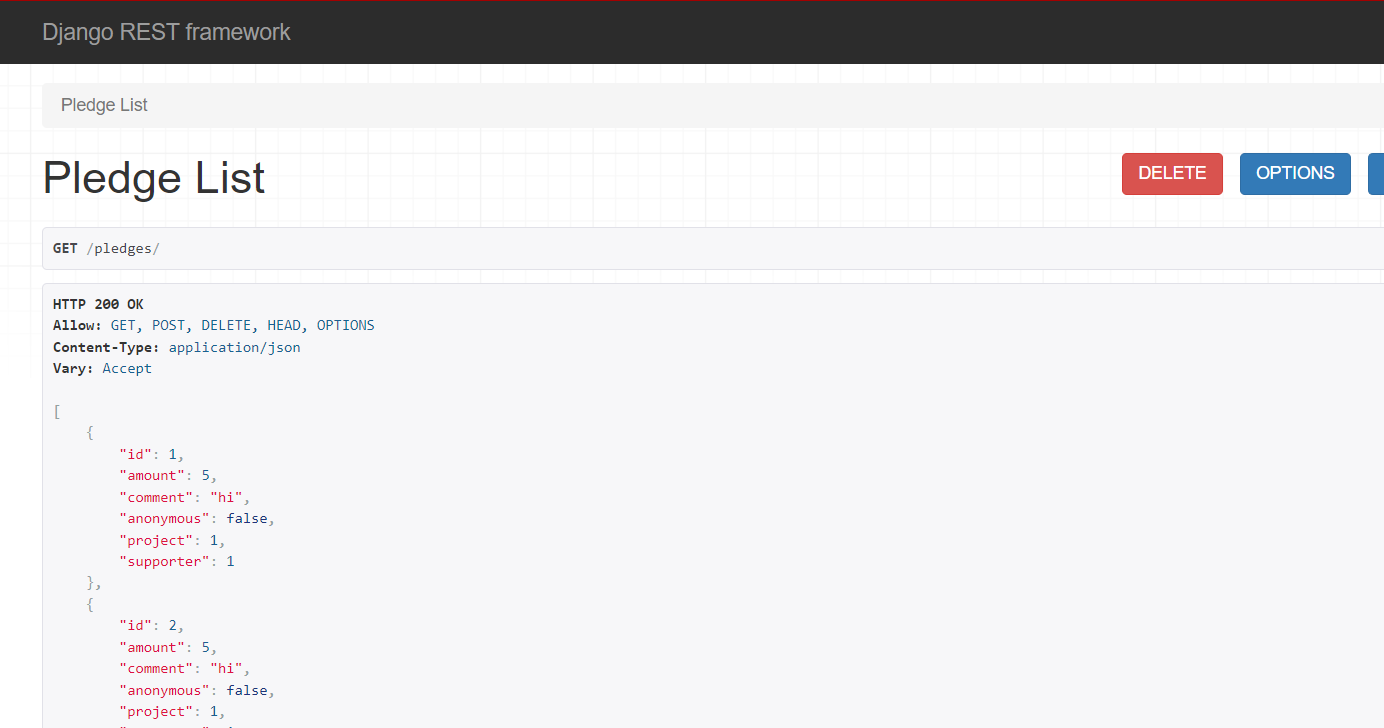 Django REST framework
Pledge List
Pledge List
DELETE OPTIONS
GET /pledges/
HTTP 200 OK
Allow: GET, POST, DELETE, HEAD, OPTIONS
Content-Type: application/json
Vary: Accept
[
    {
        "id": 1,
        "amount": 5,
        "comment": "hi",
        "anonymous": false,
        "project": 1,
        "supporter": 1
    },
    {
        "id": 2,
        "amount": 5,
        "comment": "hi",
        "anonymous": false,
        "project": 1,